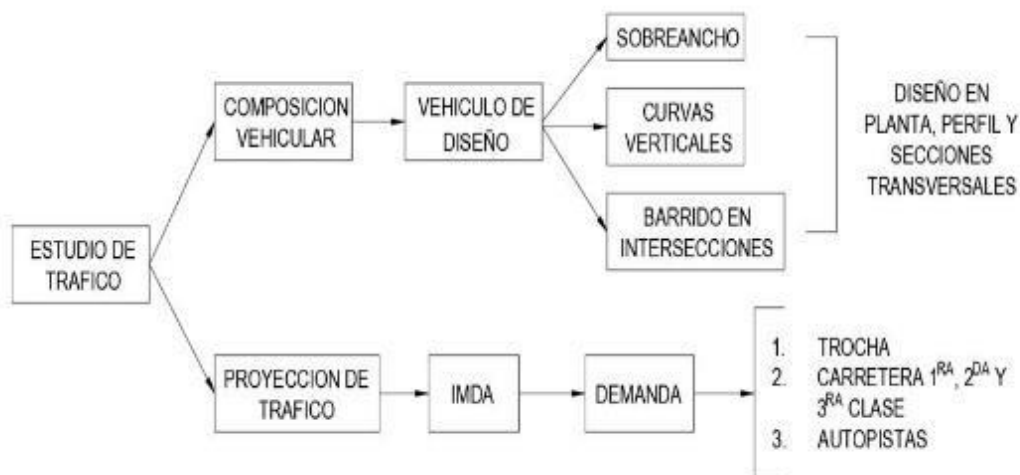 SOBREANCHO
COMPOSICION
VEHICULAR
VEHICULO DE
DISEÑO
CURVAS
VERTICALES
BARRIDO EN
INTERSECCIONES
DISEÑO EN
PLANTA, PERFIL Y
SECCIONES
TRANSVERSALES
ESTUDIO DE
TRAFICO
PROYECCION DE
TRAFICO
IMDA
DEMANDA
1. TROCHA
2. CARRETERA 1RA, 2DA Y
3RA CLASE
3. AUTOPISTAS